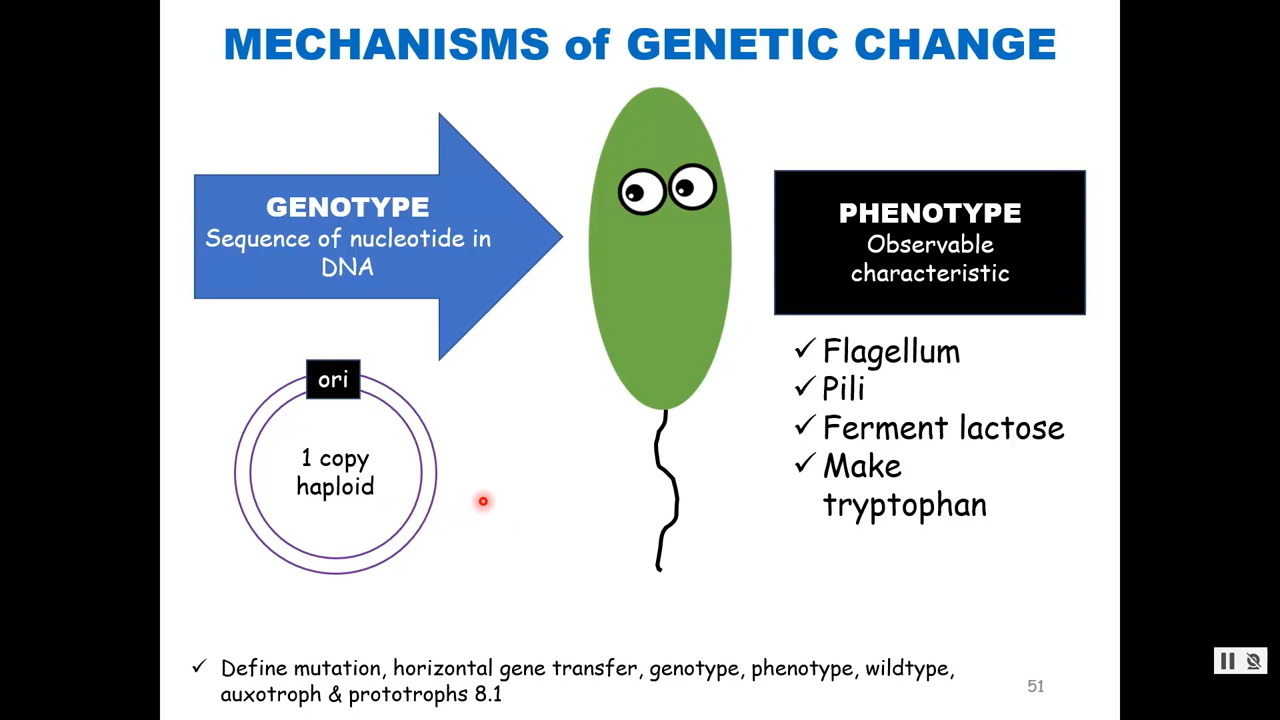 MECHANISMS of GENETIC CHANGE
GENOTYPE
Sequence of nucleotide in
DNA
PHENOTYPE
Observable
characteristic
ori
1 copy
haploid
✓ Flagellum
✓ Pili
✓ Ferment lactose
✓ Make
tryptophan
✓ Define mutation, horizontal gene transfer, genotype, phenotype, wildtype,
auxotroph & prototrophs 8.1
51